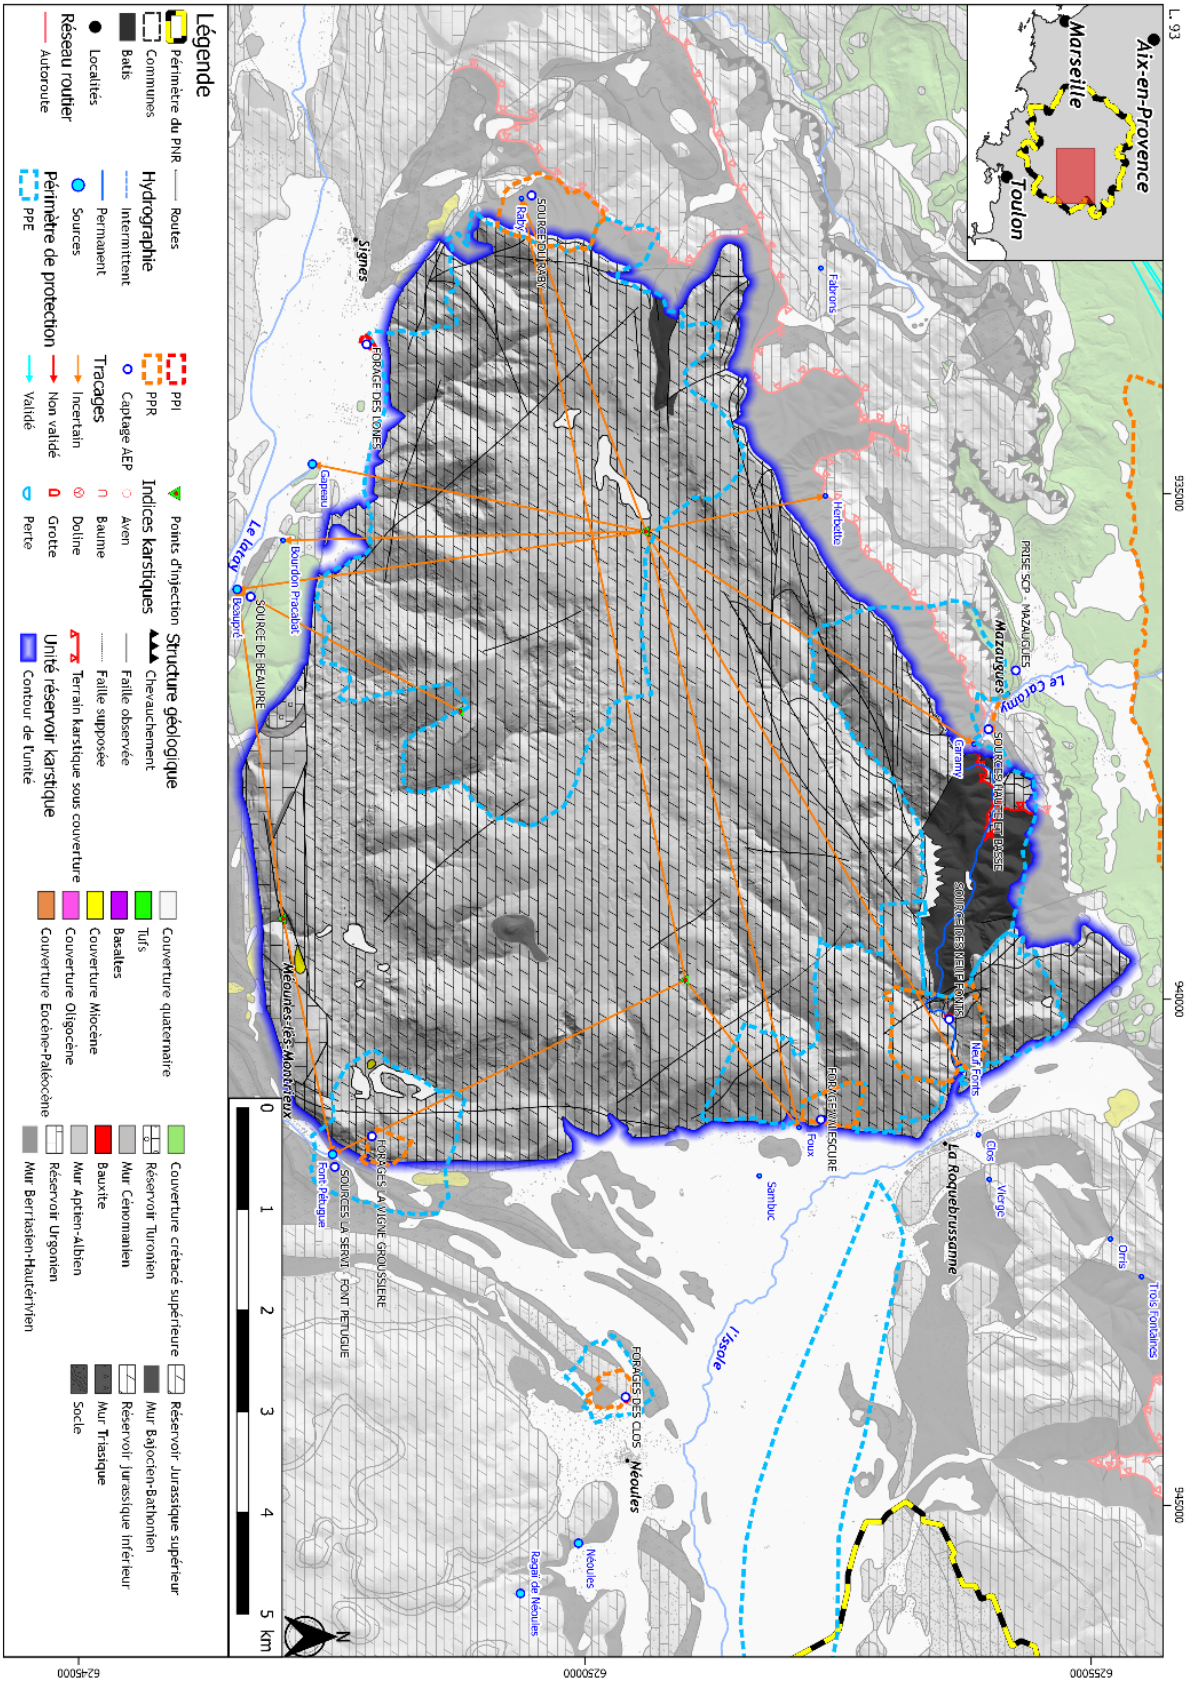 L. 93
935000
940000
945000
6255000
6250000
6245000
Aix-en-Provence
Marseille
Toulon
PRISE SCP - MAZAUGUES
Mazaugues
Le Caramy
SOURCES HAUTE ET BASSE
Caramy
SOURCE DES NEUF FONTS
Neuf Fonts
Clos
Vierge
Orris
Trois Fontaines
La Roquebrussanne
Fabrons
Herbette
SOURCE DU RABY
Raby
Signes
FORAGE DES LONES
Gapeau
Bourdon Pracabat
Le latay
Beaupré
SOURCE DE BEAUPRE
FORAGE VALESCURE
Foux
Sambuc
l'Issole
FORAGES DES CLOS
Néoules
Néoules
Ragaï de Néoules
Méounes-lès-Montrieux
FORAGES LA VIGNE GROUSSIERE
SOURCES LA SERVI FONT PETUGUE
Font Petugue
0 1 2 3 4 5 km
N
Légende
Périmètre du PNR
Communes
Batis
Localités
Réseau routier
Autoroute
Routes
Hydrographie
Intermittent
Permanent
Sources
Périmètre de protection
PPE
PPI
PPR
Captage AEP
Tracages
Incertain
Non validé
Validé
Points d'injection
Indices karstiques
Aven
Baume
Doline
Grotte
Perte
Structure géologique
Chevauchement
Faille observée
Faille supposée
Terrain karstique sous couverture
Unité réservoir karstique
Contour de l'unité
Couverture quaternaire
Tufs
Basaltes
Couverture Miocène
Couverture Oligocène
Couverture Eocène-Paléocène
Couverture crétacé supérieure
Réservoir Turonien
Mur Cénomanien
Bauxite
Mur Aptien-Albien
Réservoir Urgonien
Mur Berriasien-Hautérivien
Réservoir Jurassique supérieur
Mur Bajocien-Bathonien
Réservoir jurassique inférieur
Mur Triasique
Socle